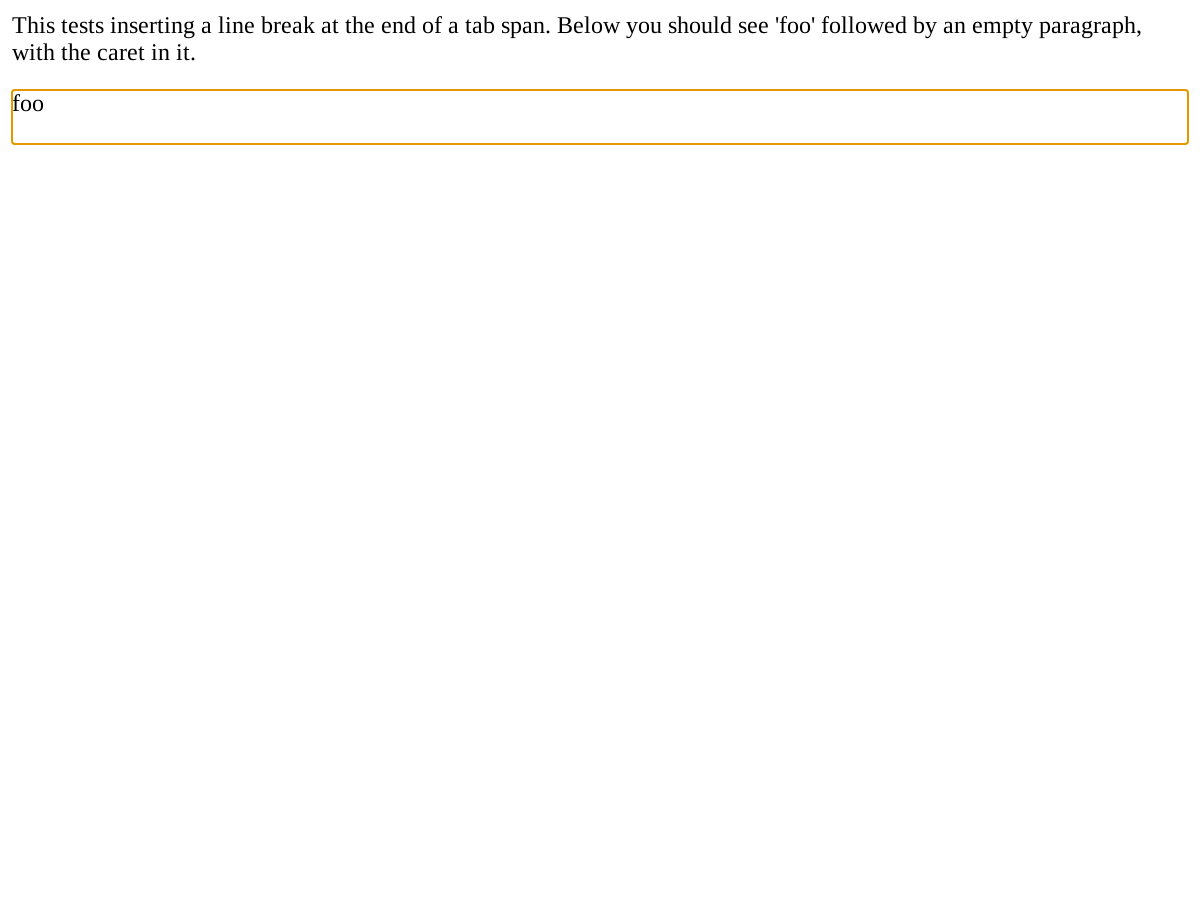 This tests inserting a line break at the end of a tab span. Below you should see 'foo' followed by an empty paragraph,
with the caret in it.
foo